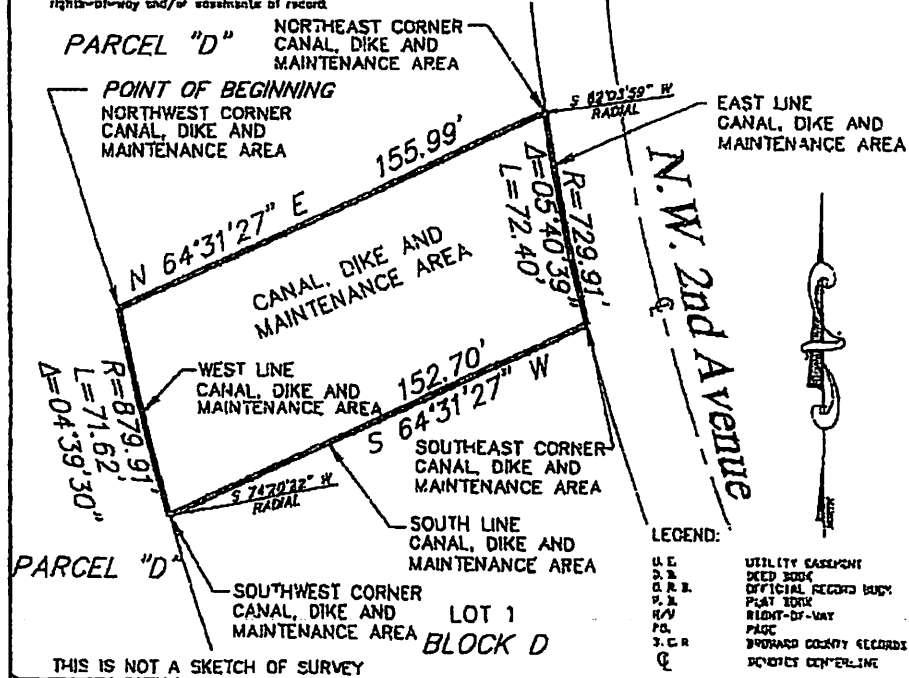 rights-of-way and/or easements of record
PARCEL "D"
NORTHEAST CORNER
CANAL, DIKE AND
MAINTENANCE AREA
POINT OF BEGINNING
NORTHWEST CORNER
CANAL, DIKE AND
MAINTENANCE AREA
S 82°03'59" W
RADIAL
EAST LINE
CANAL, DIKE AND
MAINTENANCE AREA
N 64°31'27" E
155.99'
R=729.91'
Δ=05°40'39"
L=72.40'
N.W. 2nd Avenue
CANAL, DIKE AND
MAINTENANCE AREA
WEST LINE
CANAL, DIKE AND
MAINTENANCE AREA
R=879.91'
L=71.62'
Δ=04°39'30"
152.70'
S 64°31'27" W
S 74°20'22" W
RADIAL
SOUTHEAST CORNER
CANAL, DIKE AND
MAINTENANCE AREA
SOUTH LINE
CANAL, DIKE AND
MAINTENANCE AREA
PARCEL "D"
SOUTHWEST CORNER
CANAL, DIKE AND
MAINTENANCE AREA
LOT 1
BLOCK D
NORTH
LEGEND:
U.E. UTILITY EASEMENT
D.B. DEED BOOK
O.R.B. OFFICIAL RECORD BOOK
P.B. PLAT BOOK
R/W RIGHT-OF-WAY
PG. PAGE
B.C.R BROWARD COUNTY RECORDS
℄ DENOTES CENTERLINE
THIS IS NOT A SKETCH OF SURVEY